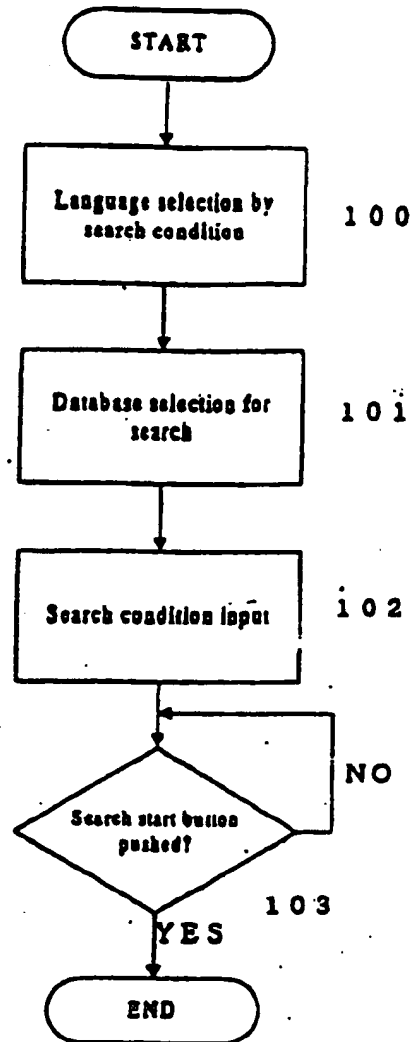 START
Language selection by
search condition
100
Database selection for
search
101
Search condition input
102
NO
Search start button
pushed?
103
YES
END